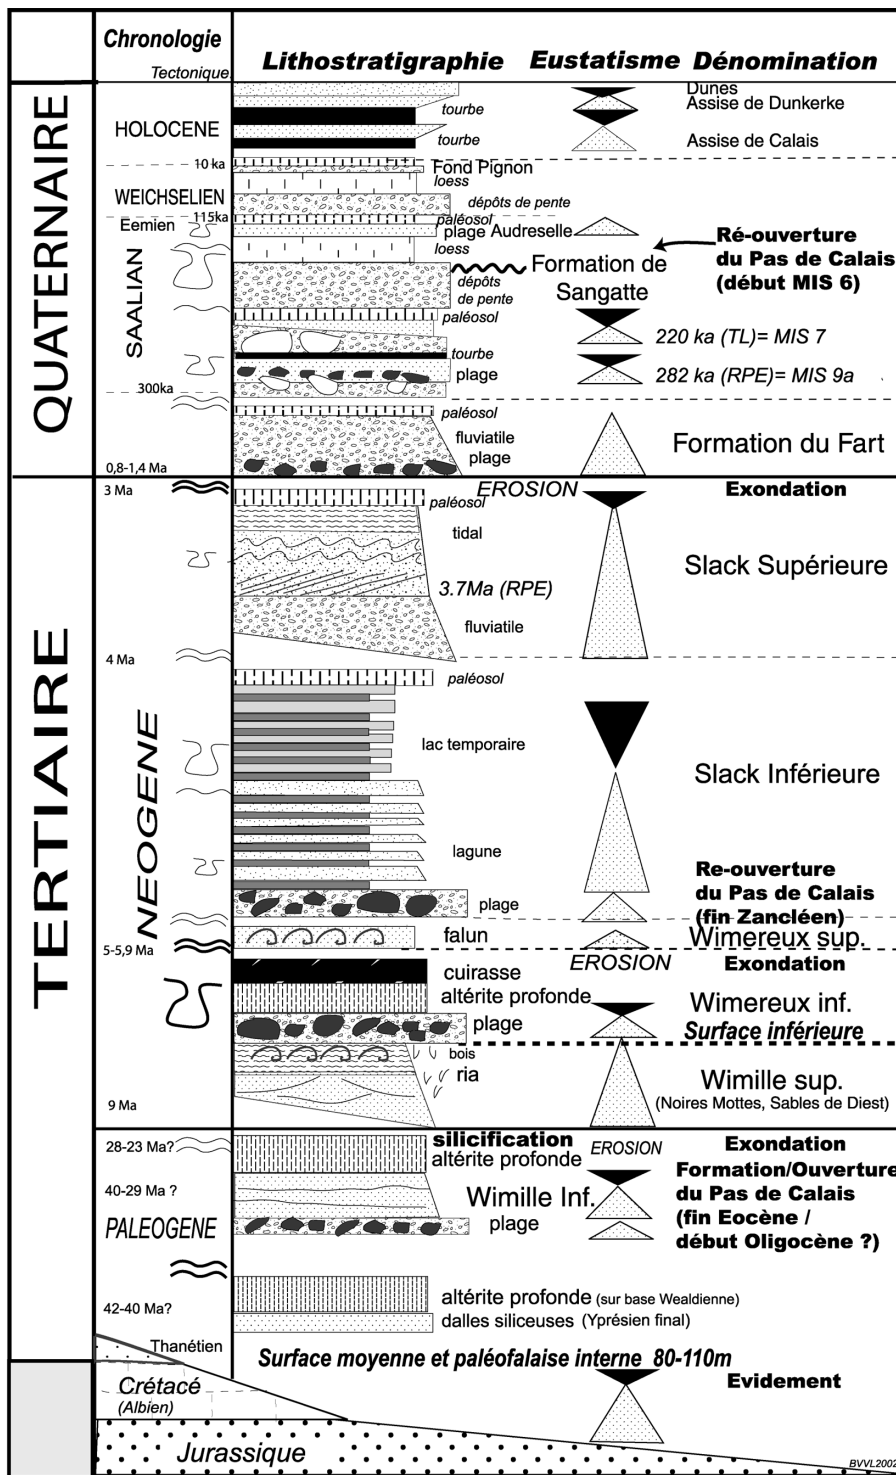 Chronologie
Tectonique
Lithostratigraphie
Eustatisme
Dénomination
QUATERNAIRE
HOLOCENE
tourbe
tourbe
Dunes
Assise de Dunkerke
Assise de Calais
10 ka
Fond Pignon
WEICHSELIEN
loess
dépôts de pente
115ka
Eemien
paléosol
plage Audreselle
loess
SAALIAN
Ré-ouverture
du Pas de Calais
(début MIS 6)
Formation de
Sangatte
dépôts
de pente
paléosol
220 ka (TL)= MIS 7
tourbe
plage
282 ka (RPE)= MIS 9a
300ka
paléosol
fluviatile
plage
Formation du Fart
0,8-1,4 Ma
TERTIAIRE
3 Ma
EROSION
Exondation
paléosol
tidal
Slack Supérieure
3.7Ma (RPE)
fluviatile
4 Ma
NEOGENE
paléosol
lac temporaire
Slack Inférieure
lagune
plage
Re-ouverture
du Pas de Calais
(fin Zancléen)
falun
Wimereux sup.
5-5,9 Ma
EROSION
Exondation
cuirasse
altérite profonde
plage
Wimereux inf.
Surface inférieure
bois
ria
Wimille sup.
(Noires Mottes, Sables de Diest)
9 Ma
28-23 Ma?
silicification
altérite profonde
EROSION
Exondation
Formation/Ouverture
du Pas de Calais
(fin Eocène /
début Oligocène ?)
40-29 Ma ?
Wimille Inf.
plage
PALEOGENE
42-40 Ma?
altérite profonde (sur base Wealdienne)
dalles siliceuses (Yprésien final)
Thanétien
Surface moyenne et paléofalaise interne 80-110m
Crétacé
(Albien)
Evidement
Jurassique